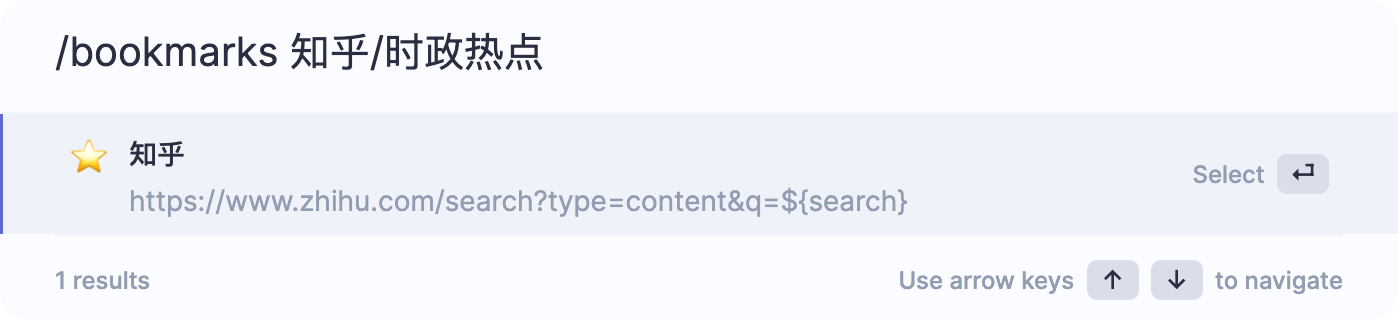 /bookmarks 知乎/时政热点
知乎
https://www.zhihu.com/search?type=content&q=${search}
Select
1 results
Use arrow keys ↑ ↓ to navigate